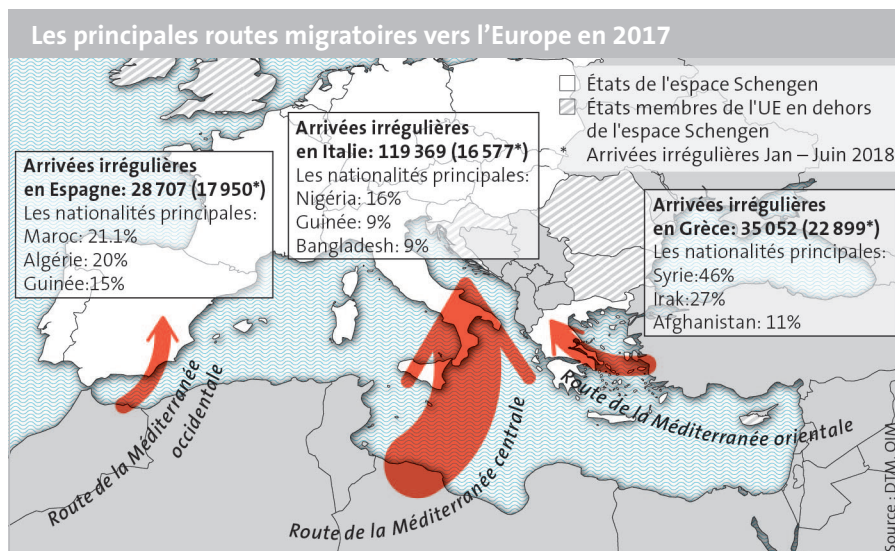 Les principales routes migratoires vers l'Europe en 2017
États de l'espace Schengen
États membres de l'UE en dehors
de l'espace Schengen
* Arrivées irrégulières Jan – Juin 2018
Arrivées irrégulières
en Espagne: 28 707 (17 950*)
Les nationalités principales:
Maroc: 21.1%
Algérie: 20%
Guinée:15%
Arrivées irrégulières
en Italie: 119 369 (16 577*)
Les nationalités principales:
Nigéria: 16%
Guinée: 9%
Bangladesh: 9%
Arrivées irrégulières
en Grèce: 35 052 (22 899*)
Les nationalités principales:
Syrie:46%
Irak:27%
Afghanistan: 11%
Route de la Méditerranée
occidentale
Route de la Méditerranée centrale
Route de la Méditerranée orientale
Source : DTM, OIM